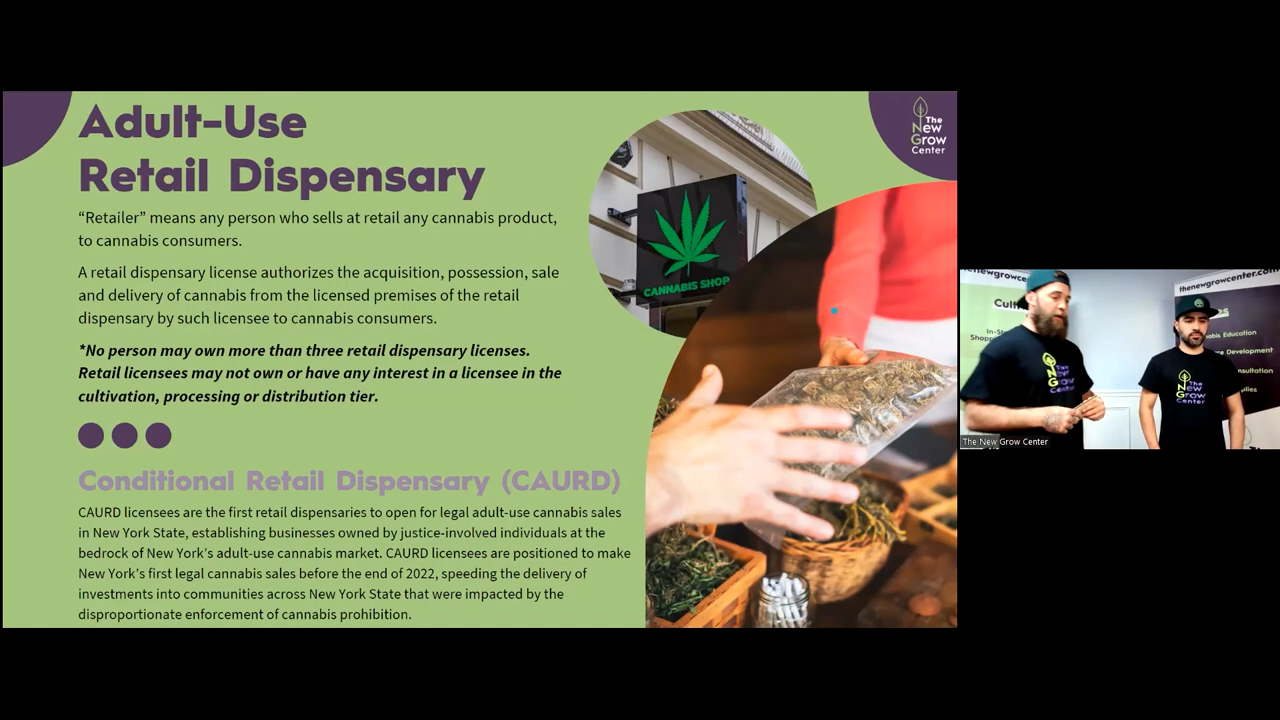 Adult-Use
Retail Dispensary
“Retailer” means any person who sells at retail any cannabis product,
to cannabis consumers.
A retail dispensary license authorizes the acquisition, possession, sale
and delivery of cannabis from the licensed premises of the retail
dispensary by such licensee to cannabis consumers.
*No person may own more than three retail dispensary licenses.
Retail licensees may not own or have any interest in a licensee in the
cultivation, processing or distribution tier.
Conditional Retail Dispensary (CAURD)
CAURD licensees are the first retail dispensaries to open for legal adult-use cannabis sales
in New York State, establishing businesses owned by justice-involved individuals at the
bedrock of New York’s adult-use cannabis market. CAURD licensees are positioned to make
New York’s first legal cannabis sales before the end of 2022, speeding the delivery of
investments into communities across New York State that were impacted by the
disproportionate enforcement of cannabis prohibition.
CANNABIS SHOP
The
New
Grow
Center
thenewgrowcenter.com
The
New
Grow
Center
The New Grow Center